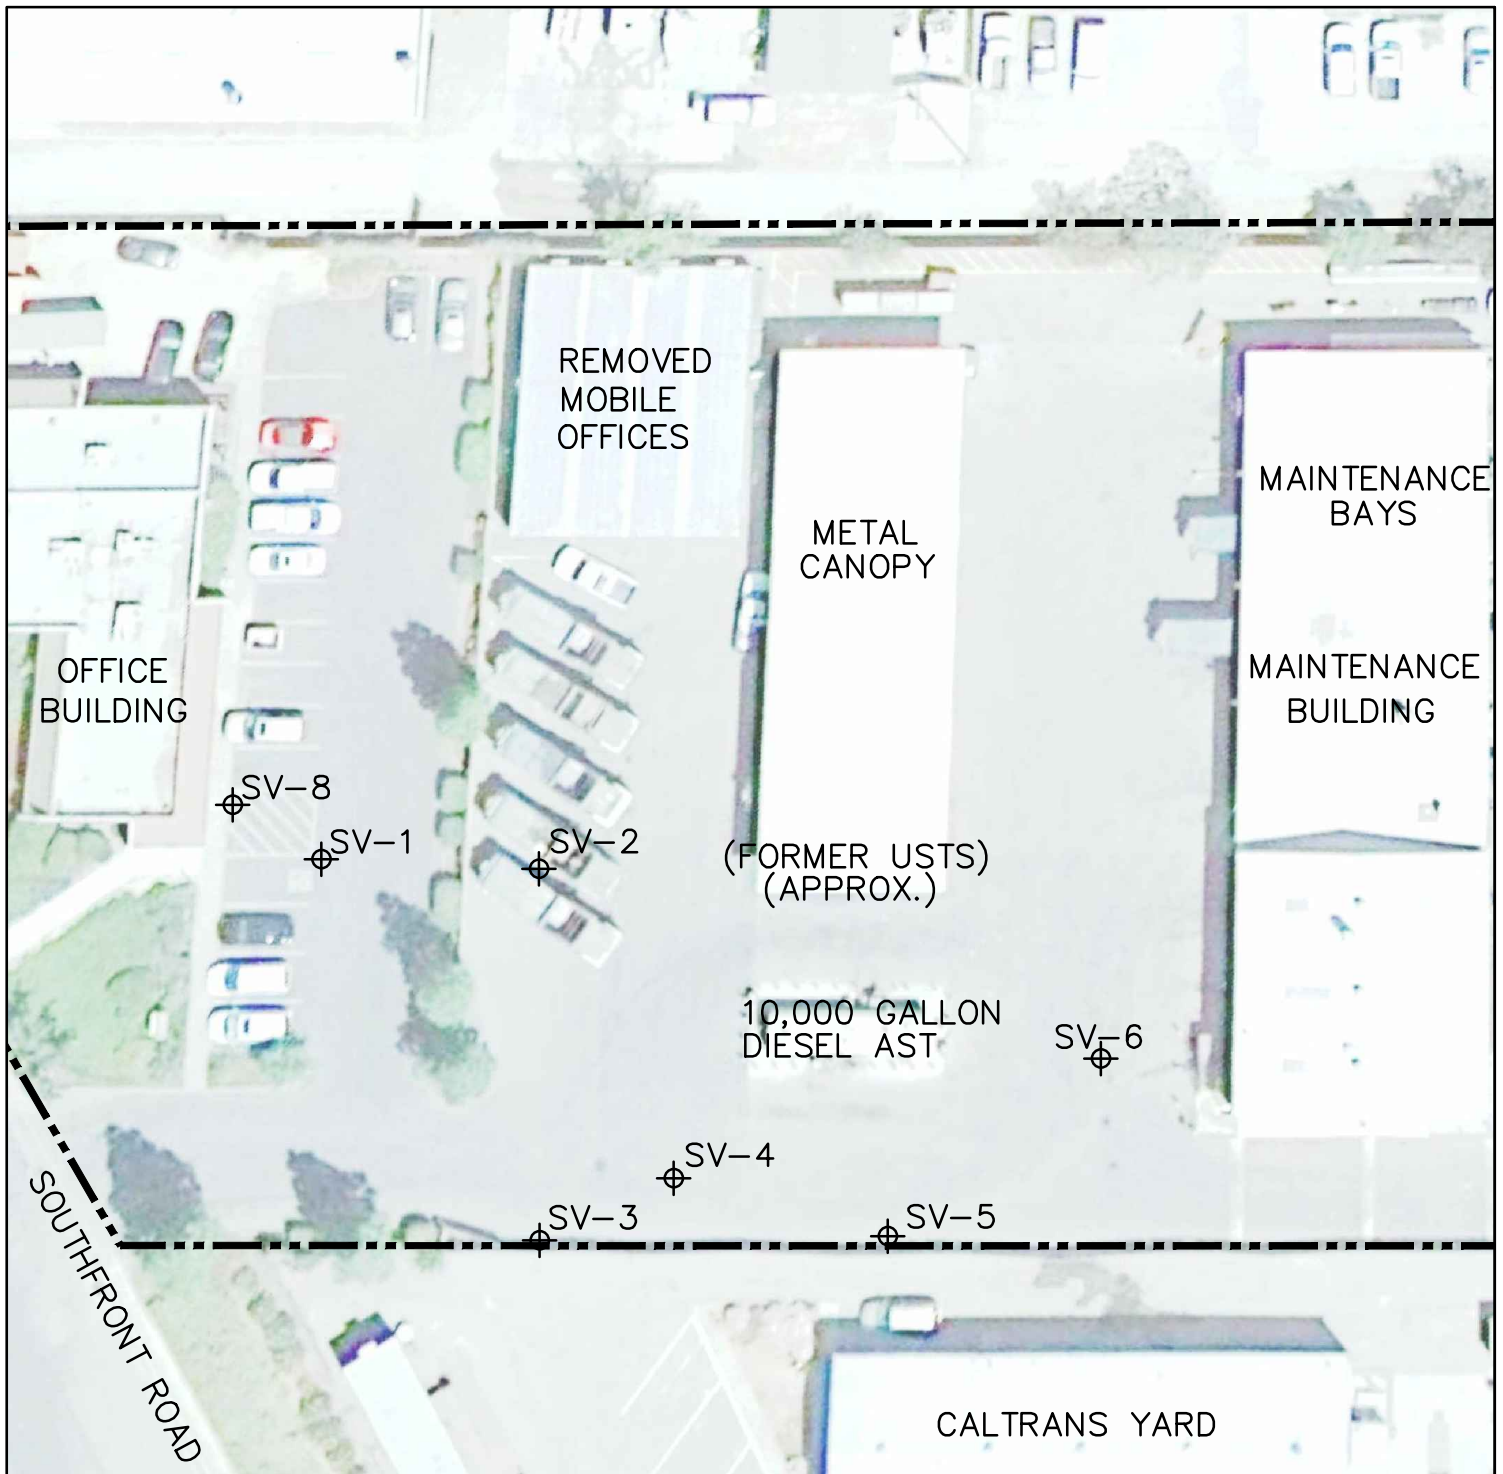 REMOVED
MOBILE
OFFICES
METAL
CANOPY
MAINTENANCE
BAYS
OFFICE
BUILDING
MAINTENANCE
BUILDING
SV-8
SV-1
SV-2
(FORMER USTS)
(APPROX.)
10,000 GALLON
DIESEL AST
SV-6
SV-4
SV-3
SV-5
SOUTHFRONT ROAD
CALTRANS YARD